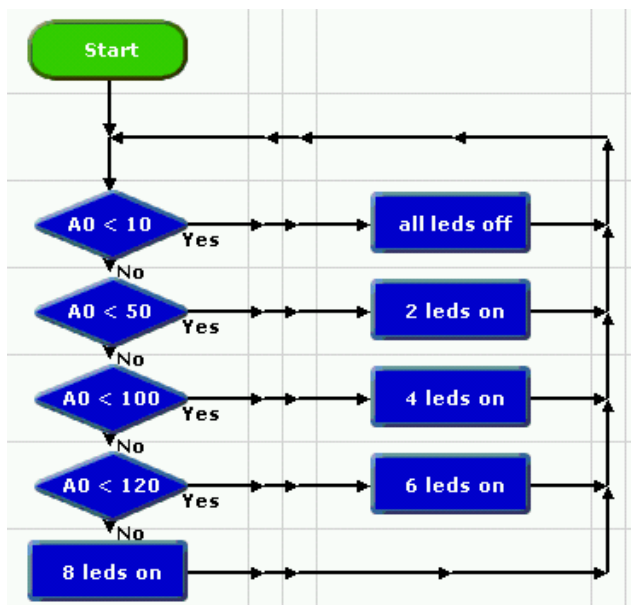 Start
A0 < 10
Yes
all leds off
No
A0 < 50
Yes
2 leds on
No
A0 < 100
Yes
4 leds on
No
A0 < 120
Yes
6 leds on
No
8 leds on